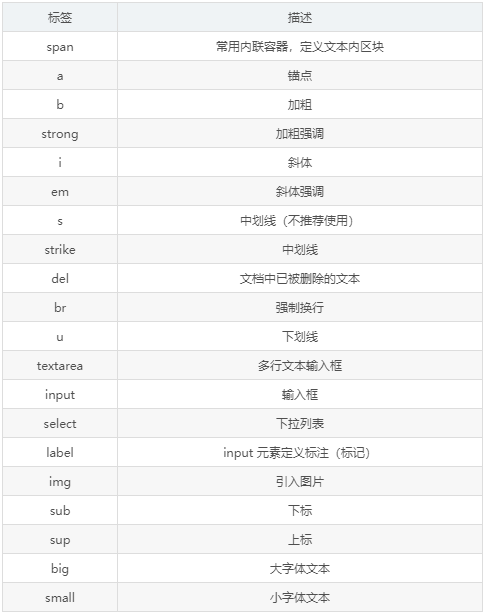 标签 描述
span 常用内联容器，定义文本内区块
a 锚点
b 加粗
strong 加粗强调
i 斜体
em 斜体强调
s 中划线（不推荐使用）
strike 中划线
del 文档中已被删除的文本
br 强制换行
u 下划线
textarea 多行文本输入框
input 输入框
select 下拉列表
label input 元素定义标注（标记）
img 引入图片
sub 下标
sup 上标
big 大字体文本
small 小字体文本